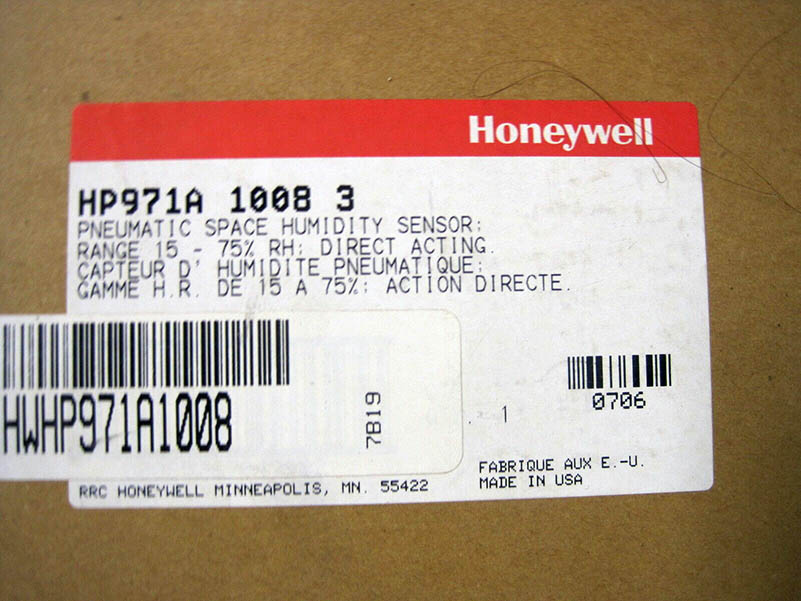 Honeywell
HP971A 1008 3
PNEUMATIC SPACE HUMIDITY SENSOR;
RANGE 15 - 75% RH; DIRECT ACTING.
CAPTEUR D' HUMIDITE PNEUMATIQUE;
GAMME H.R. DE 15 A 75%; ACTION DIRECTE.
HWHP971A1008
7B19
1
0706
FABRIQUE AUX E.-U.
MADE IN USA
RRC HONEYWELL MINNEAPOLIS, MN. 55422